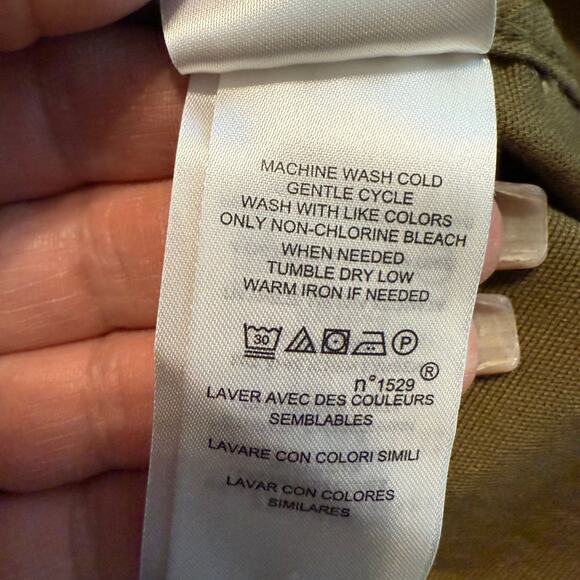 MACHINE WASH COLD
GENTLE CYCLE
WASH WITH LIKE COLORS
ONLY NON-CHLORINE BLEACH
WHEN NEEDED
TUMBLE DRY LOW
WARM IRON IF NEEDED
30 P
n°1529 ®
LAVER AVEC DES COULEURS
SEMBLABLES
LAVARE CON COLORI SIMILI
LAVAR CON COLORES
SIMILARES